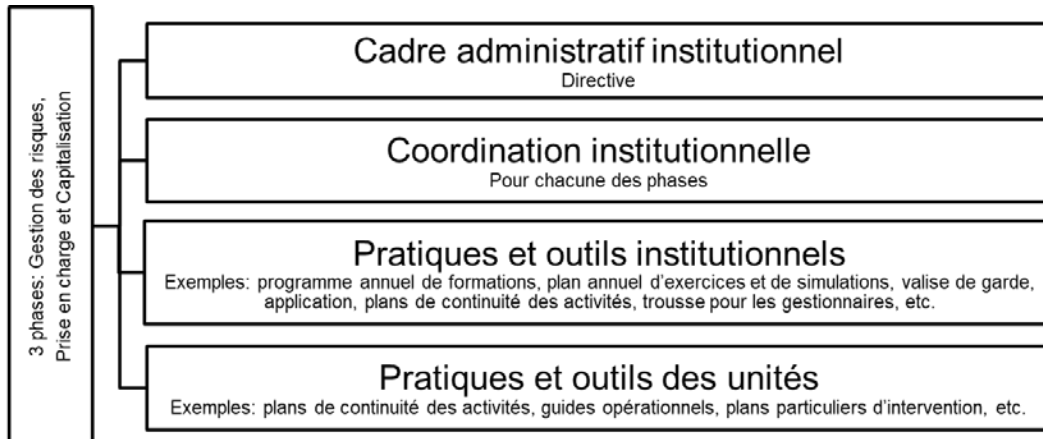 3 phases: Gestion des risques,
Prise en charge et Capitalisation
Cadre administratif institutionnel
Directive
Coordination institutionnelle
Pour chacune des phases
Pratiques et outils institutionnels
Exemples: programme annuel de formations, plan annuel d'exercices et de simulations, valise de garde,
application, plans de continuité des activités, trousse pour les gestionnaires, etc.
Pratiques et outils des unités
Exemples: plans de continuité des activités, guides opérationnels, plans particuliers d'intervention, etc.